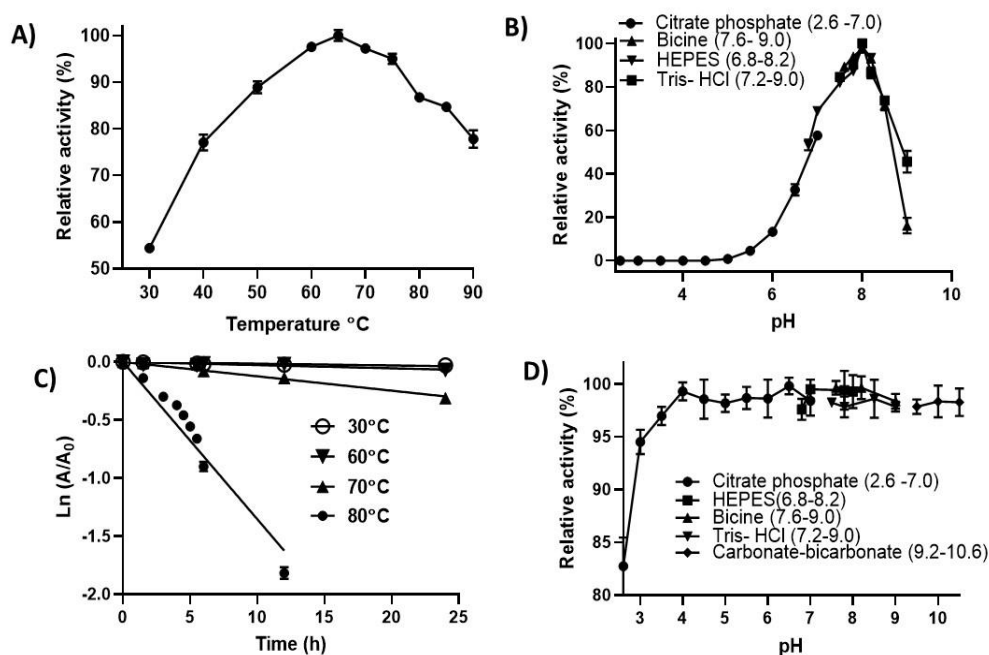 A)
Relative activity (%)
100
90
80
70
60
50
30 40 50 60 70 80 90
Temperature °C
B)
Citrate phosphate (2.6 -7.0)
Bicine (7.6- 9.0)
HEPES (6.8-8.2)
Tris- HCl (7.2-9.0)
Relative activity (%)
100
80
60
40
20
0
4 6 8 10
pH
C)
Ln (A/A0)
0.0
-0.5
-1.0
-1.5
-2.0
30°C
60°C
70°C
80°C
0 5 10 15 20 25
Time (h)
D)
Relative activity (%)
100
95
90
85
80
Citrate phosphate (2.6 -7.0)
HEPES(6.8-8.2)
Bicine (7.6-9.0)
Tris- HCl (7.2-9.0)
Carbonate-bicarbonate (9.2-10.6)
3 4 5 6 7 8 9 10
pH